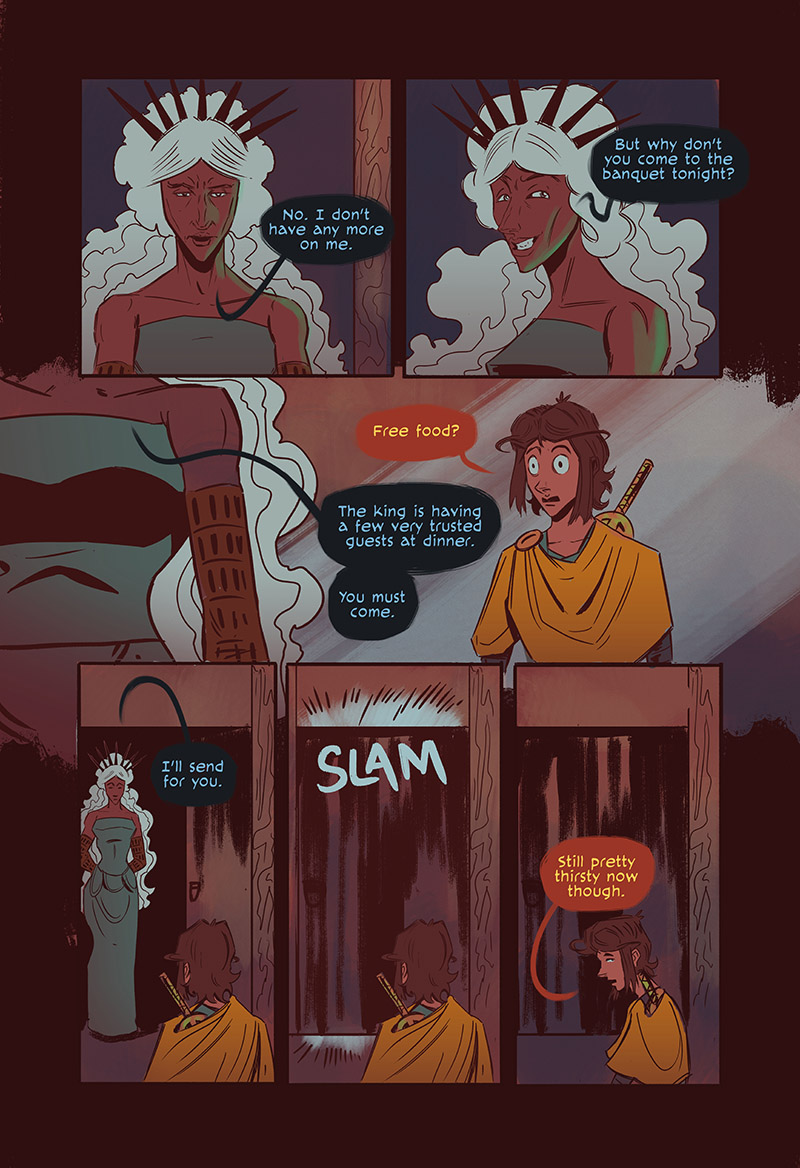 No. I don't
have any more
on me.
But why don't
you come to the
banquet tonight?
Free food?
The king is having
a few very trusted
guests at dinner.
You must
come.
I'll send
for you.
SLAM
Still pretty
thirsty now
though.